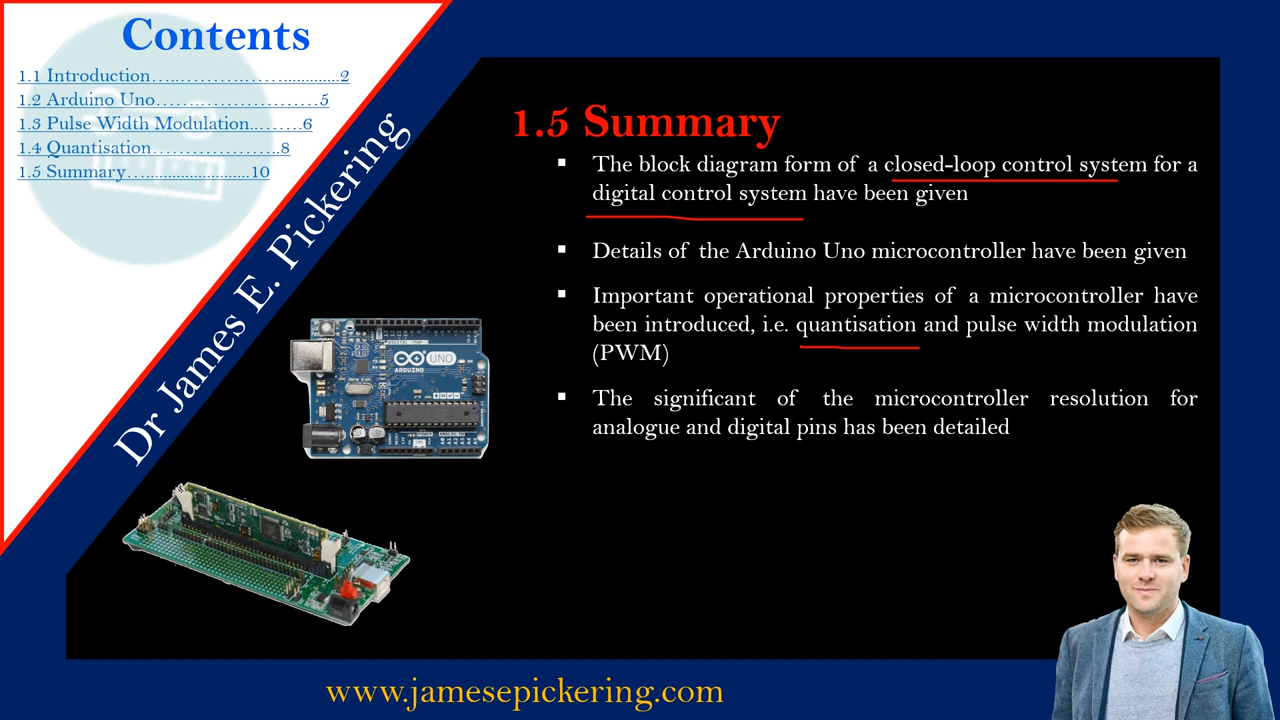 Contents
1.1 Introduction…..……….…….............2
1.2 Arduino Uno…….………………5
1.3 Pulse Width Modulation..…….6
1.4 Quantisation………………..8
1.5 Summary…........................10
Dr James E. Pickering
1.5 Summary
▪ The block diagram form of a closed-loop control system for a
digital control system have been given
▪ Details of the Arduino Uno microcontroller have been given
▪ Important operational properties of a microcontroller have
been introduced, i.e. quantisation and pulse width modulation
(PWM)
▪ The significant of the microcontroller resolution for
analogue and digital pins has been detailed
UNO
ARDUINO
www.jamesepickering.com